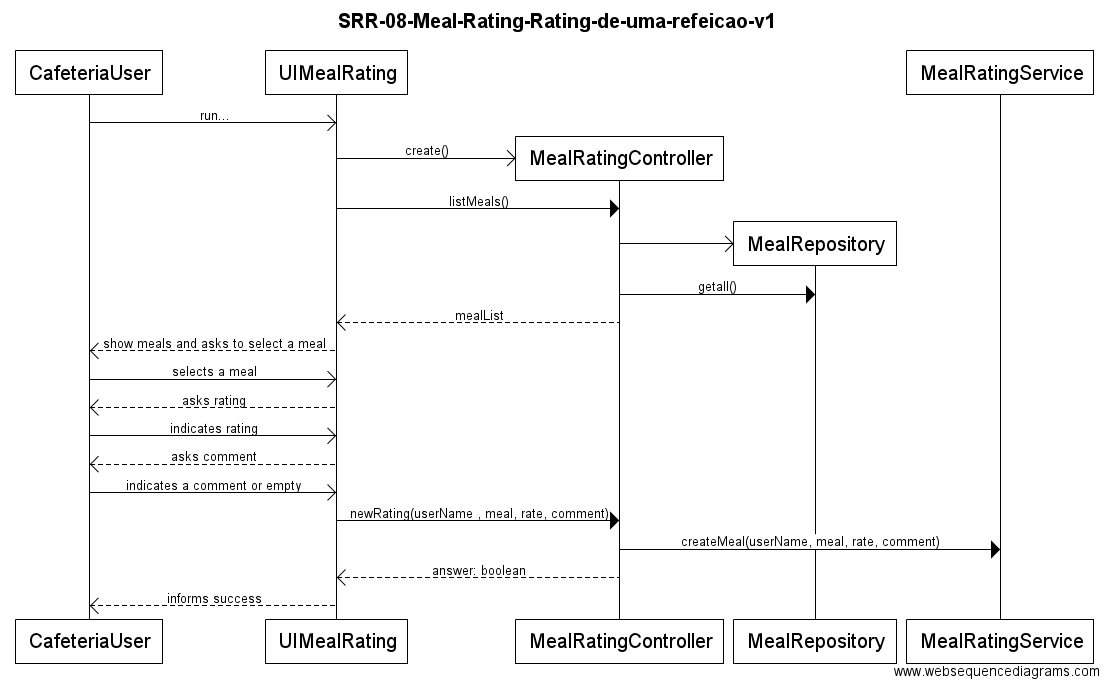 SRR-08-Meal-Rating-Rating-de-uma-refeicao-v1
CafeteriaUser
UIMealRating
MealRatingService
run...
create()
MealRatingController
listMeals()
MealRepository
getall()
mealList
show meals and asks to select a meal
selects a meal
asks rating
indicates rating
asks comment
indicates a comment or empty
newRating(userName , meal, rate, comment)
createMeal(userName, meal, rate, comment)
answer: boolean
informs success
CafeteriaUser
UIMealRating
MealRatingController
MealRepository
MealRatingService
www.websequencediagrams.com